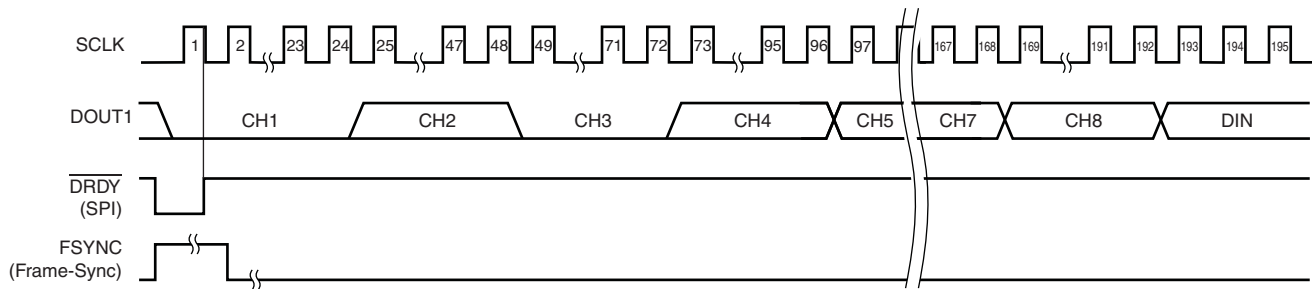 SCLK 1 2 23 24 25 47 48 49 71 72 73 95 96 97 167 168 169 191 192 193 194 195
DOUT1 CH1 CH2 CH3 CH4 CH5 CH7 CH8 DIN
DRDY
(SPI)
FSYNC
(Frame-Sync)